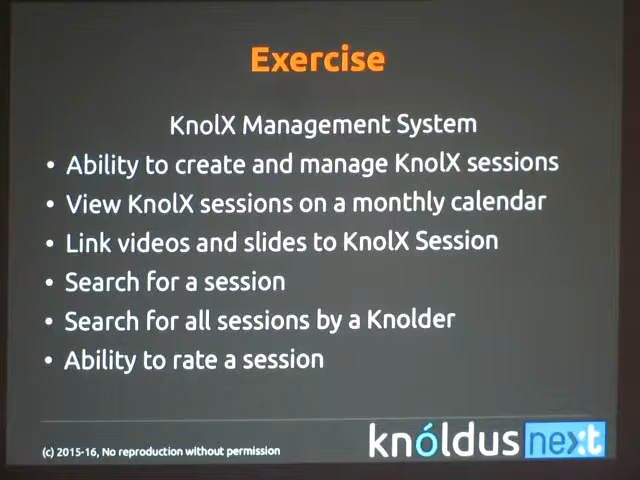 Exercise
KnolX Management System
• Ability to create and manage KnolX sessions
• View KnolX sessions on a monthly calendar
• Link videos and slides to KnolX Session
• Search for a session
• Search for all sessions by a Knolder
• Ability to rate a session
(c) 2015-16, No reproduction without permission
knóldus next